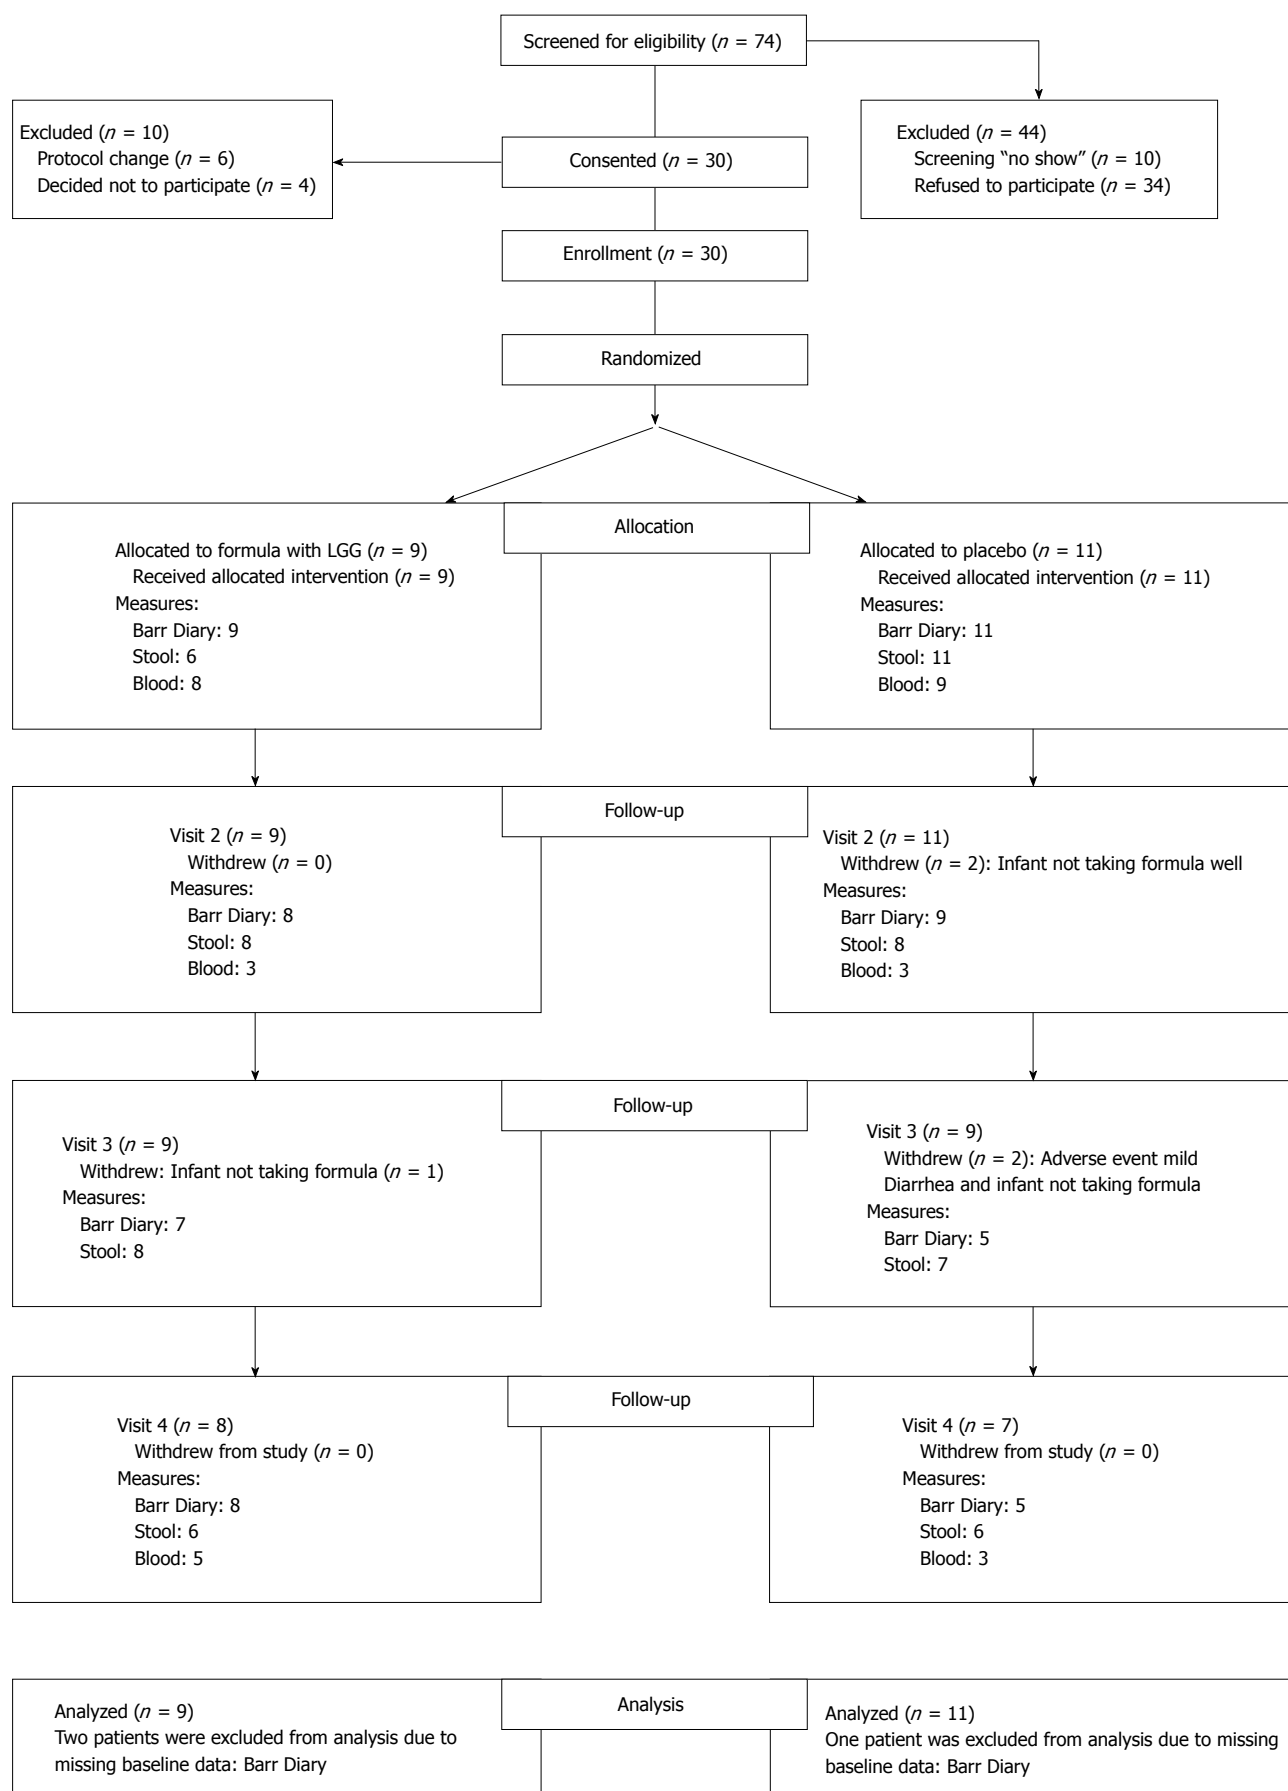 Screened for eligibility (n = 74)
Excluded (n = 10)
Protocol change (n = 6)
Decided not to participate (n = 4)
Consented (n = 30)
Excluded (n = 44)
Screening “no show” (n = 10)
Refused to participate (n = 34)
Enrollment (n = 30)
Randomized
Allocation
Allocated to formula with LGG (n = 9)
Received allocated intervention (n = 9)
Measures:
Barr Diary: 9
Stool: 6
Blood: 8
Allocated to placebo (n = 11)
Received allocated intervention (n = 11)
Measures:
Barr Diary: 11
Stool: 11
Blood: 9
Follow-up
Visit 2 (n = 9)
Withdrew (n = 0)
Measures:
Barr Diary: 8
Stool: 8
Blood: 3
Visit 2 (n = 11)
Withdrew (n = 2): Infant not taking formula well
Measures:
Barr Diary: 9
Stool: 8
Blood: 3
Follow-up
Visit 3 (n = 9)
Withdrew: Infant not taking formula (n = 1)
Measures:
Barr Diary: 7
Stool: 8
Visit 3 (n = 9)
Withdrew (n = 2): Adverse event mild
Diarrhea and infant not taking formula
Measures:
Barr Diary: 5
Stool: 7
Follow-up
Visit 4 (n = 8)
Withdrew from study (n = 0)
Measures:
Barr Diary: 8
Stool: 6
Blood: 5
Visit 4 (n = 7)
Withdrew from study (n = 0)
Measures:
Barr Diary: 5
Stool: 6
Blood: 3
Analysis
Analyzed (n = 9)
Two patients were excluded from analysis due to
missing baseline data: Barr Diary
Analyzed (n = 11)
One patient was excluded from analysis due to missing
baseline data: Barr Diary